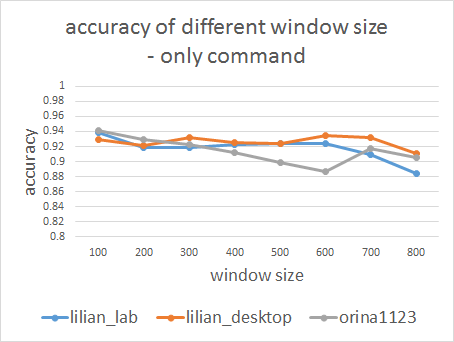 accuracy of different window size
- only command
1
0.98
0.96
0.94
0.92
0.9
0.88
0.86
0.84
0.82
0.8
accuracy
100 200 300 400 500 600 700 800
window size
lilian_lab lilian_desktop orina1123